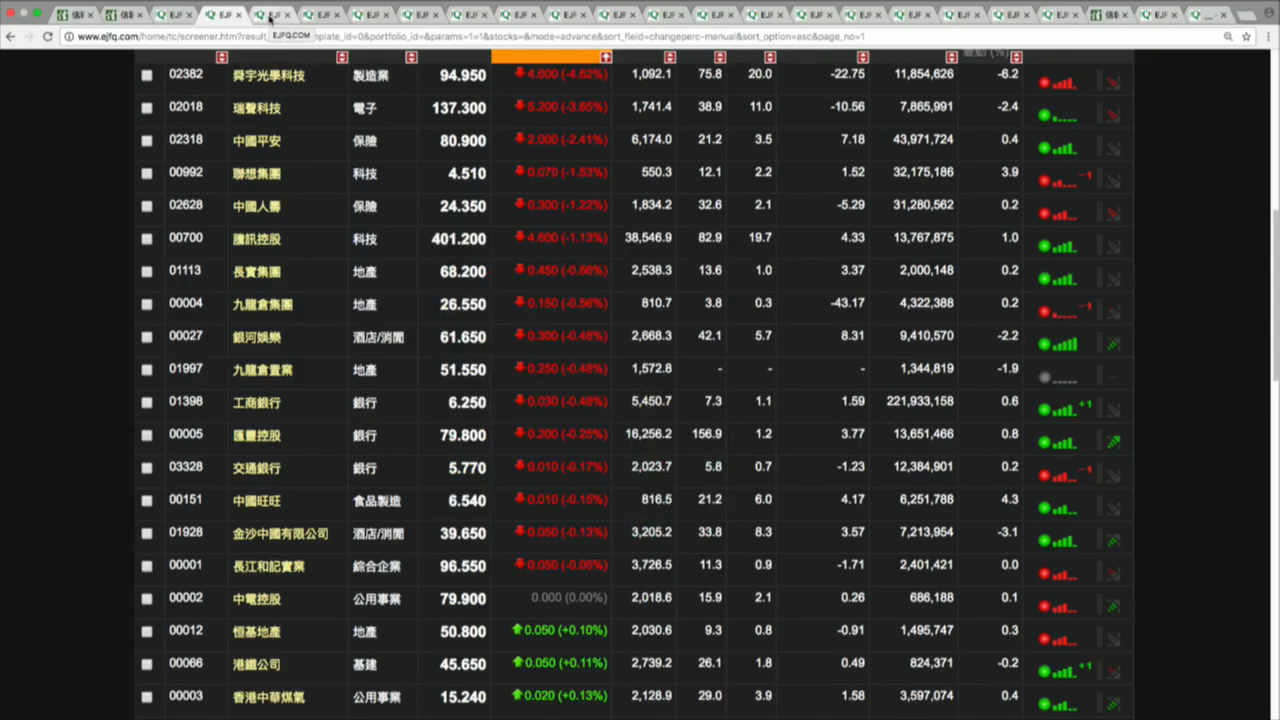 信報 信報 EJF EJF EJF EJF EJF EJF EJF EJF EJF EJF EJF EJF EJF EJF EJF EJF EJF EJF EJF 信報 EJF ...
www.ejfq.com/home/tc/screener.htm?result_ EJFQ.COM nplate_id=0&portfolio_id=&params=1=1&stocks=&mode=advance&sort_field=changeperc-manual&sort_option=asc&page_no=1
02382 舜宇光學科技 製造業 94.950 4.600 (-4.62%) 1,092.1 75.8 20.0 -22.75 11,854,626 -6.2
02018 瑞聲科技 電子 137.300 5.200 (-3.65%) 1,741.4 38.9 11.0 -10.56 7,865,991 -2.4
02318 中國平安 保險 80.900 2.000 (-2.41%) 6,174.0 21.2 3.5 7.18 43,971,724 0.4
00992 聯想集團 科技 4.510 0.070 (-1.53%) 550.3 12.1 2.2 1.52 32,175,186 3.9 -1
02628 中國人壽 保險 24.350 0.300 (-1.22%) 1,834.2 32.6 2.1 -5.29 31,280,562 0.2
00700 騰訊控股 科技 401.200 4.600 (-1.13%) 38,546.9 82.9 19.7 4.33 13,767,875 1.0
01113 長實集團 地產 68.200 0.450 (-0.66%) 2,538.3 13.6 1.0 3.37 2,000,148 0.2
00004 九龍倉集團 地產 26.550 0.150 (-0.56%) 810.7 3.8 0.3 -43.17 4,322,388 0.2 -1
00027 銀河娛樂 酒店/消閒 61.650 0.300 (-0.48%) 2,668.3 42.1 5.7 8.31 9,410,570 -2.2
01997 九龍倉置業 地產 51.550 0.250 (-0.48%) 1,572.8 - - - 1,344,819 -1.9
01398 工商銀行 銀行 6.250 0.030 (-0.48%) 5,450.7 7.3 1.1 1.59 221,933,158 0.6 +1
00005 匯豐控股 銀行 79.800 0.200 (-0.25%) 16,256.2 156.9 1.2 3.77 13,651,466 0.8
03328 交通銀行 銀行 5.770 0.010 (-0.17%) 2,023.7 5.8 0.7 -1.23 12,384,901 0.2 -1
00151 中國旺旺 食品製造 6.540 0.010 (-0.15%) 816.5 21.2 6.0 4.17 6,251,788 4.3
01928 金沙中國有限公司 酒店/消閒 39.650 0.050 (-0.13%) 3,205.2 33.8 8.3 3.57 7,213,954 -3.1
00001 長江和記實業 綜合企業 96.550 0.050 (-0.05%) 3,726.5 11.3 0.9 -1.71 2,401,421 0.0
00002 中電控股 公用事業 79.900 0.000 (0.00%) 2,018.6 15.9 2.1 0.26 686,188 0.1
00012 恒基地產 地產 50.800 0.050 (+0.10%) 2,030.6 9.3 0.8 -0.91 1,495,747 0.3
00066 港鐵公司 基建 45.650 0.050 (+0.11%) 2,739.2 26.1 1.8 0.49 824,371 -0.2 +1
00003 香港中華煤氣 公用事業 15.240 0.020 (+0.13%) 2,128.9 29.0 3.9 1.58 3,597,074 0.4